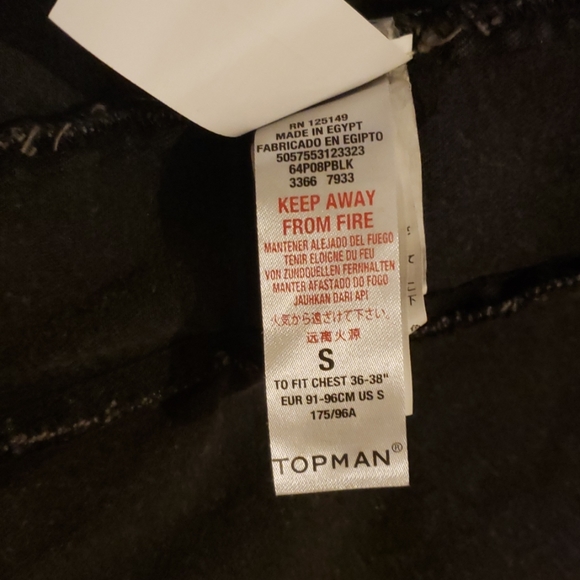 RN 125149
MADE IN EGYPT
FABRICADO EN EGIPTO
5057553123323
64P08PBLK
3366 7933
KEEP AWAY
FROM FIRE
MANTENER ALEJADO DEL FUEGO
TENIR ELOIGNE DU FEU
VON ZUNDQUELLEN FERNHALTEN
MANTER AFASTADO DO FOGO
JAUHKAN DARI API
火気から遠ざけて下さい。
远离火源
S
TO FIT CHEST 36-38"
EUR 91-96CM US S
175/96A
TOPMAN®